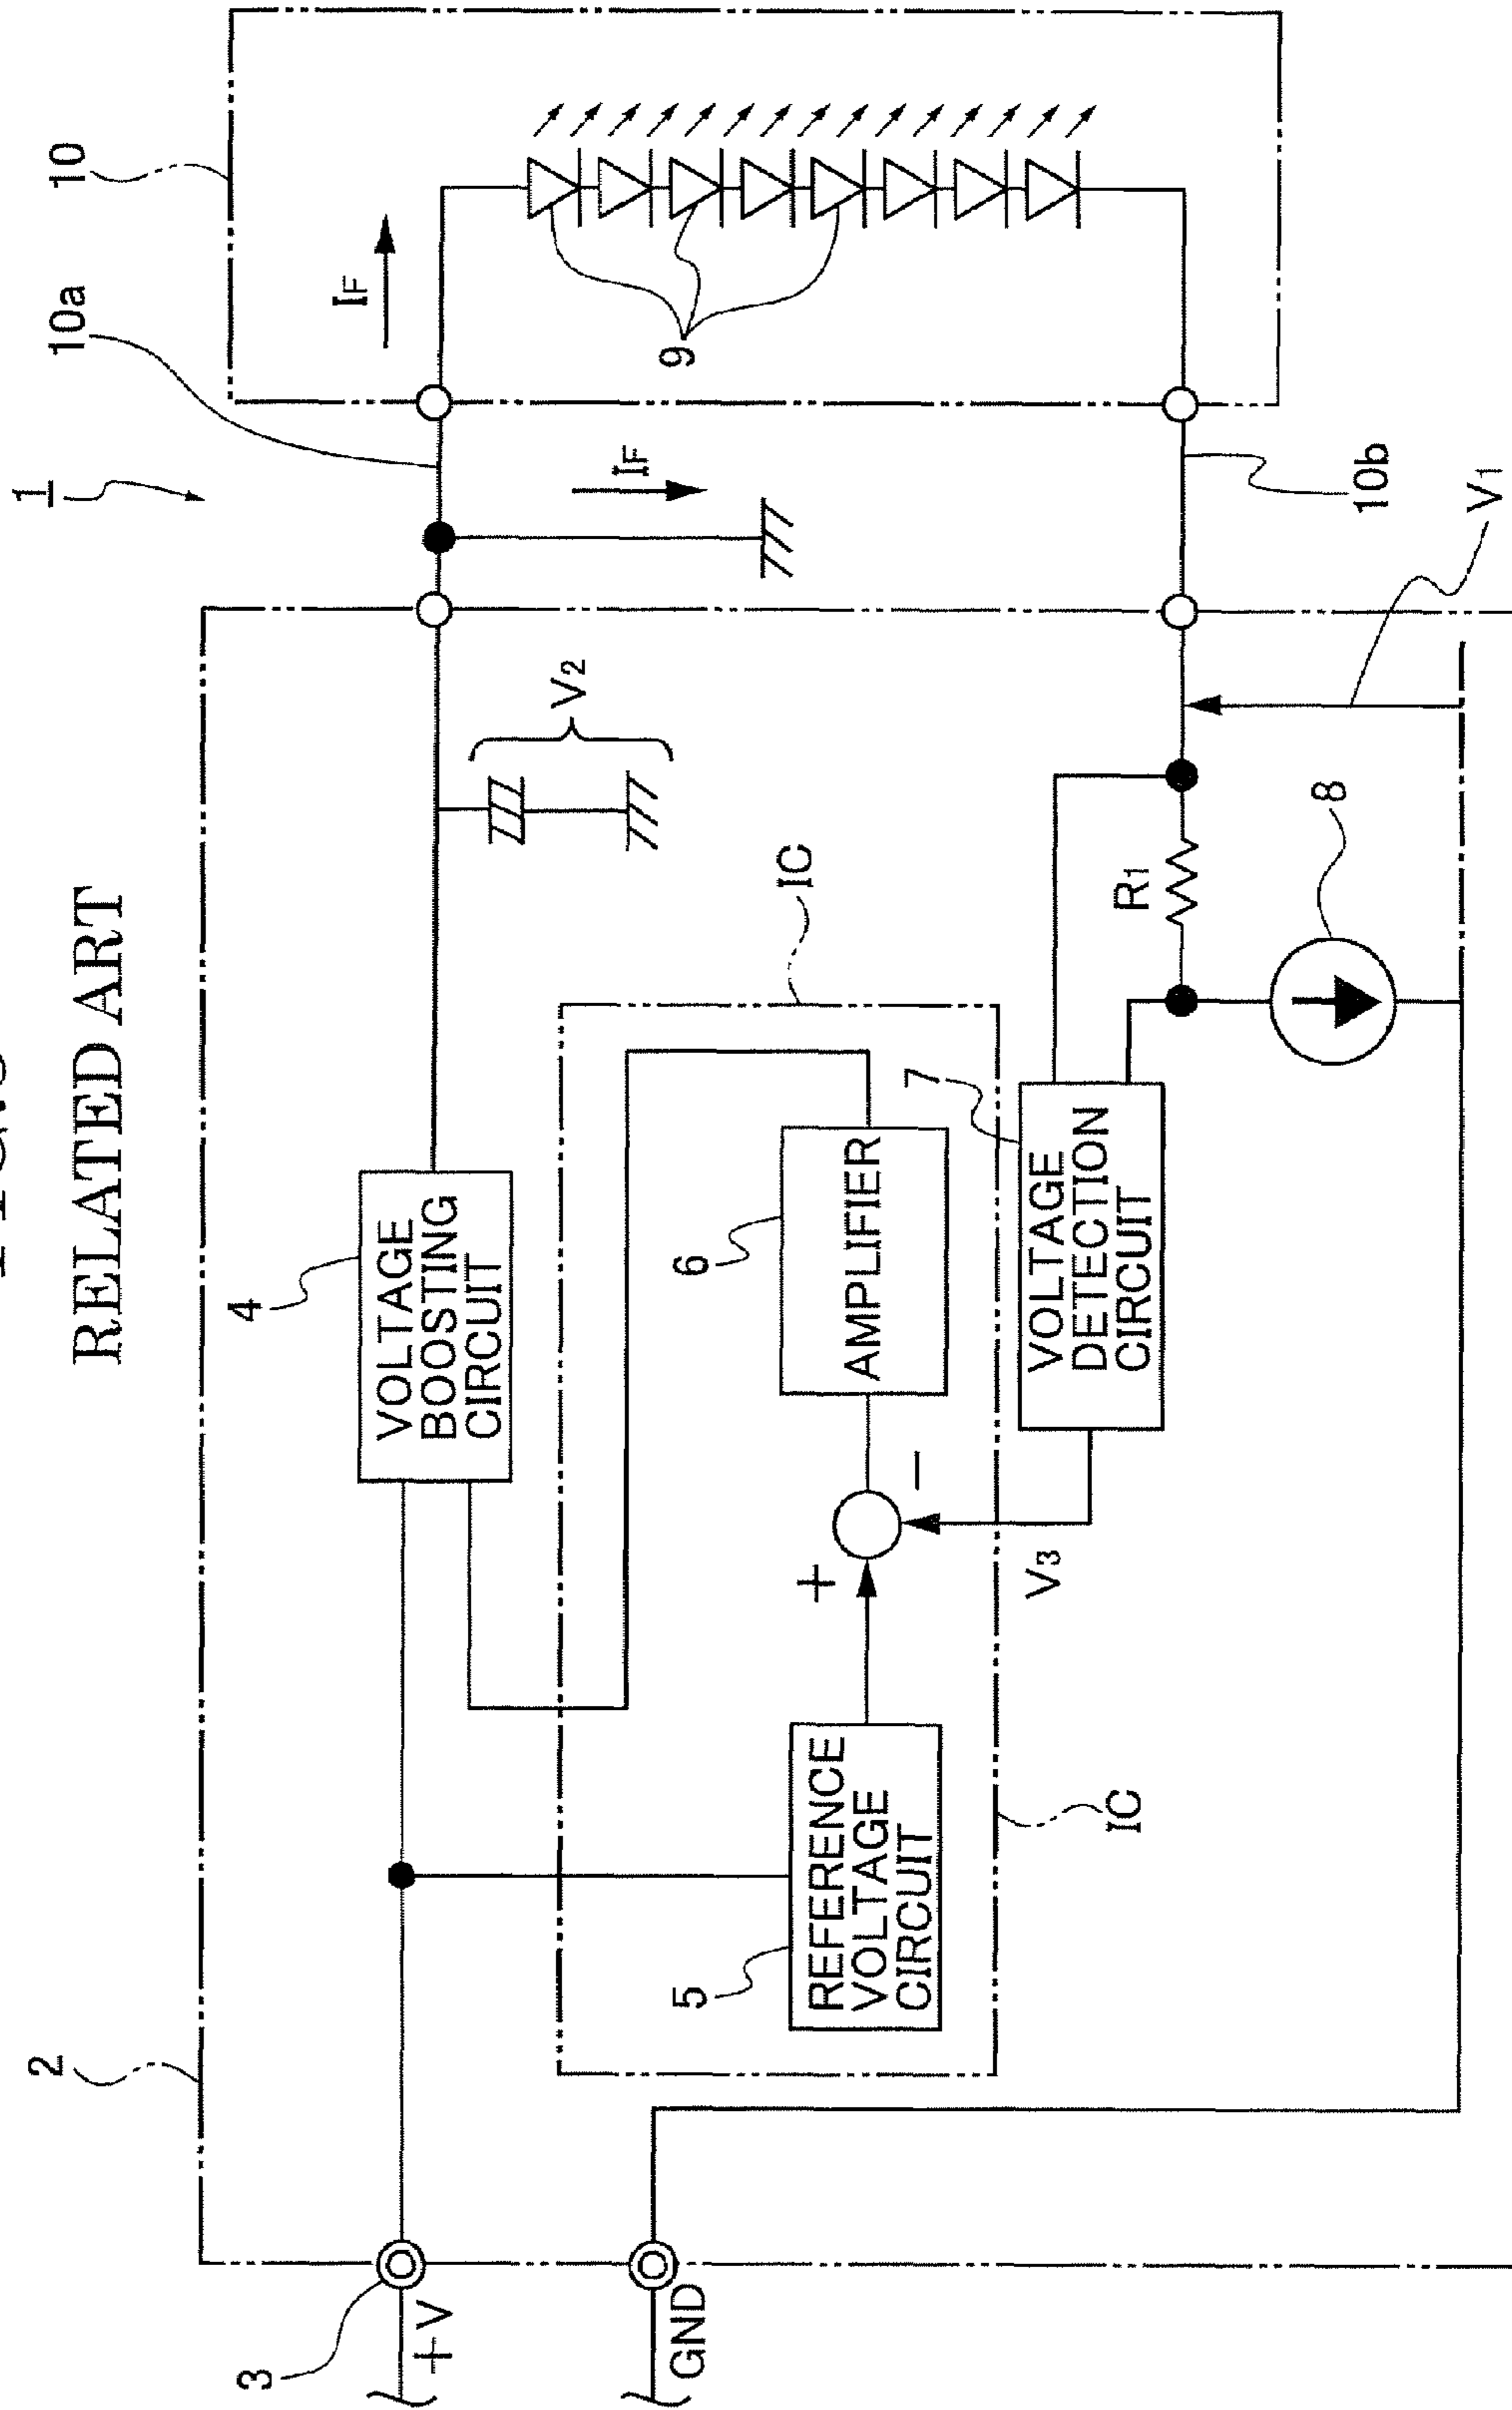 RELATED ART
1
2
3
+V
GND
4
VOLTAGE
BOOSTING
CIRCUIT
V2
IF
10a
IF
10
9
IC
5
REFERENCE
VOLTAGE
CIRCUIT
+
−
6
AMPLIFIER
V3
7
VOLTAGE
DETECTION
CIRCUIT
IC
R1
8
10b
V1